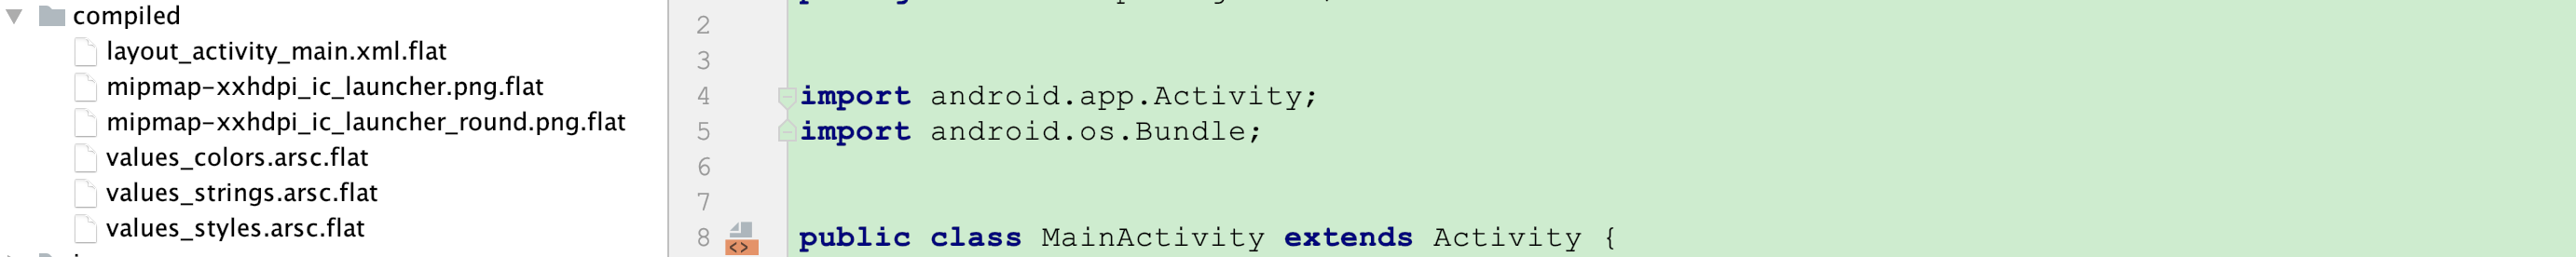 compiled
layout_activity_main.xml.flat
mipmap-xxhdpi_ic_launcher.png.flat
mipmap-xxhdpi_ic_launcher_round.png.flat
values_colors.arsc.flat
values_strings.arsc.flat
values_styles.arsc.flat
2
3
4 import android.app.Activity;
5 import android.os.Bundle;
6
7
8 <> public class MainActivity extends Activity {